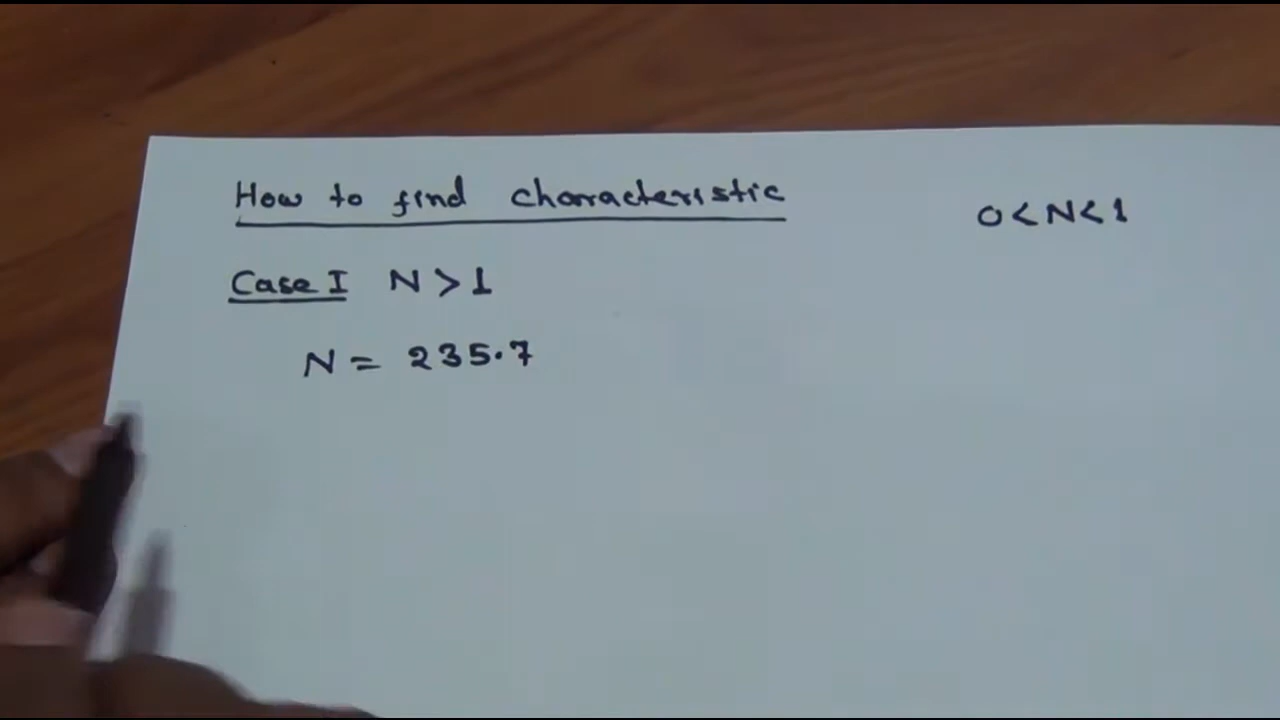 How to find characteristic
0 < N < 1
Case I N > 1
N = 235.7